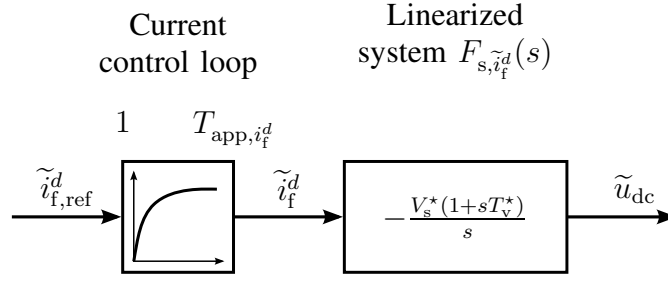 Current
control loop
Linearized
system $F_{\mathrm{s},\widetilde{i}_{\mathrm{f}}^{d}}(s)$
1 $T_{\mathrm{app},i_{\mathrm{f}}^{d}}$
$\widetilde{i}_{\mathrm{f,ref}}^{d}$ $\widetilde{i}_{\mathrm{f}}^{d}$ $-\frac{V_{\mathrm{s}}^{\star}(1+sT_{\mathrm{v}}^{\star})}{s}$ $\widetilde{u}_{\mathrm{dc}}$